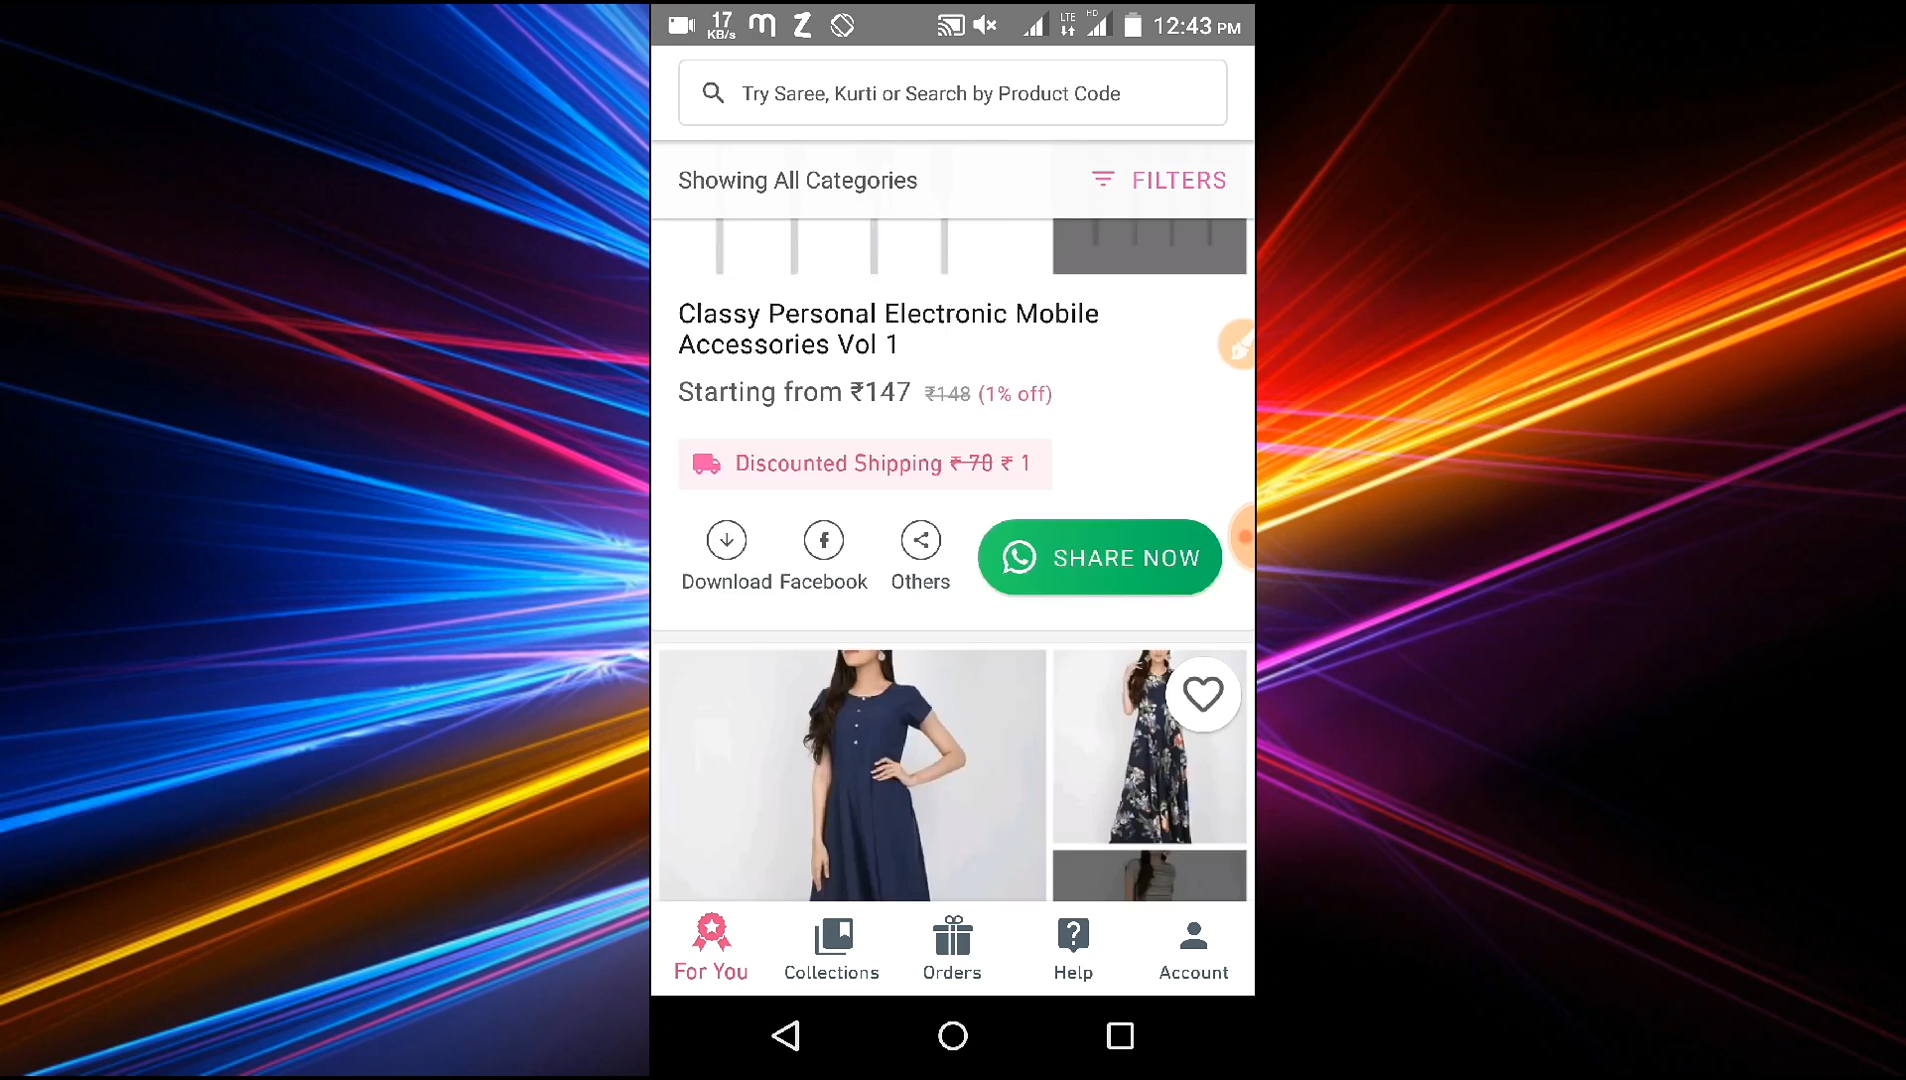 17
KB/s
LTE
HD
12:43 PM
Try Saree, Kurti or Search by Product Code
Showing All Categories
FILTERS
Classy Personal Electronic Mobile
Accessories Vol 1
Starting from ₹147 ₹148 (1% off)
Discounted Shipping ₹ 70 ₹ 1
Download Facebook Others
SHARE NOW
For You Collections Orders Help Account